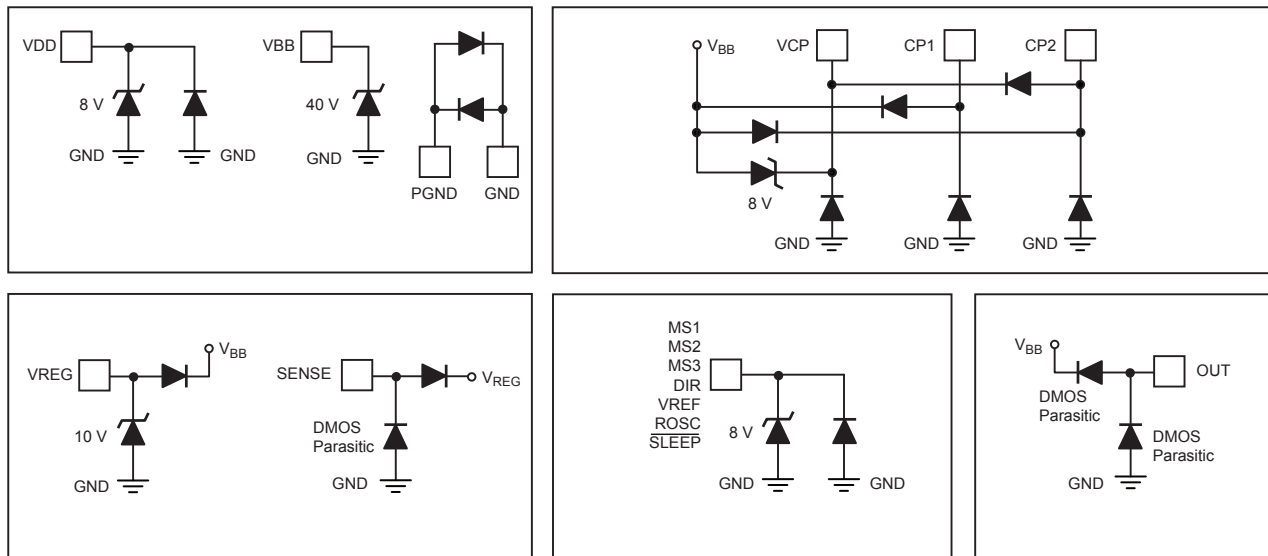 VDD
8 V
GND
GND
VBB
40 V
GND
PGND
GND
VBB
VCP
CP1
CP2
8 V
GND
GND
GND
VREG
VBB
10 V
GND
SENSE
VREG
DMOS
Parasitic
GND
MS1
MS2
MS3
DIR
VREF
ROSC
SLEEP
8 V
GND
GND
VBB
OUT
DMOS
Parasitic
DMOS
Parasitic
GND